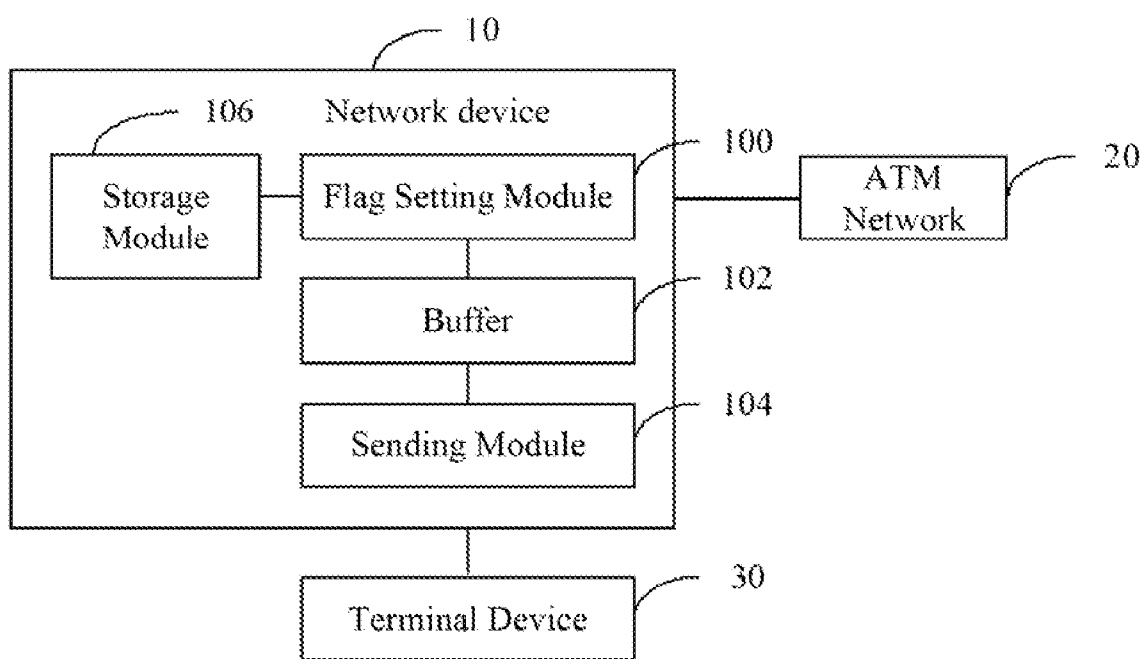 10
106
Network device
100
20
Storage
Module
Flag Setting Module
ATM
Network
102
Buffer
104
Sending Module
30
Terminal Device